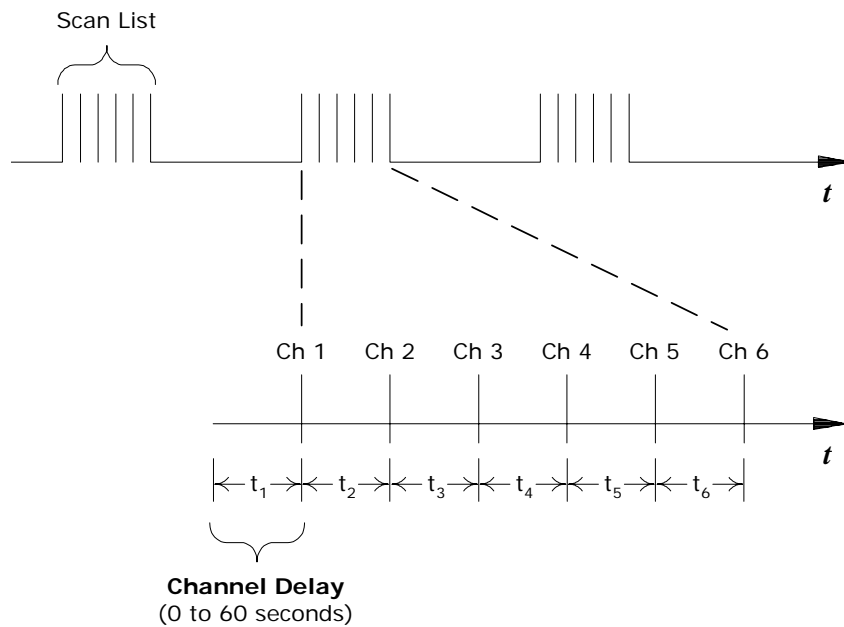 Scan List
t
Ch 1 Ch 2 Ch 3 Ch 4 Ch 5 Ch 6
t
t1 t2 t3 t4 t5 t6
Channel Delay
(0 to 60 seconds)